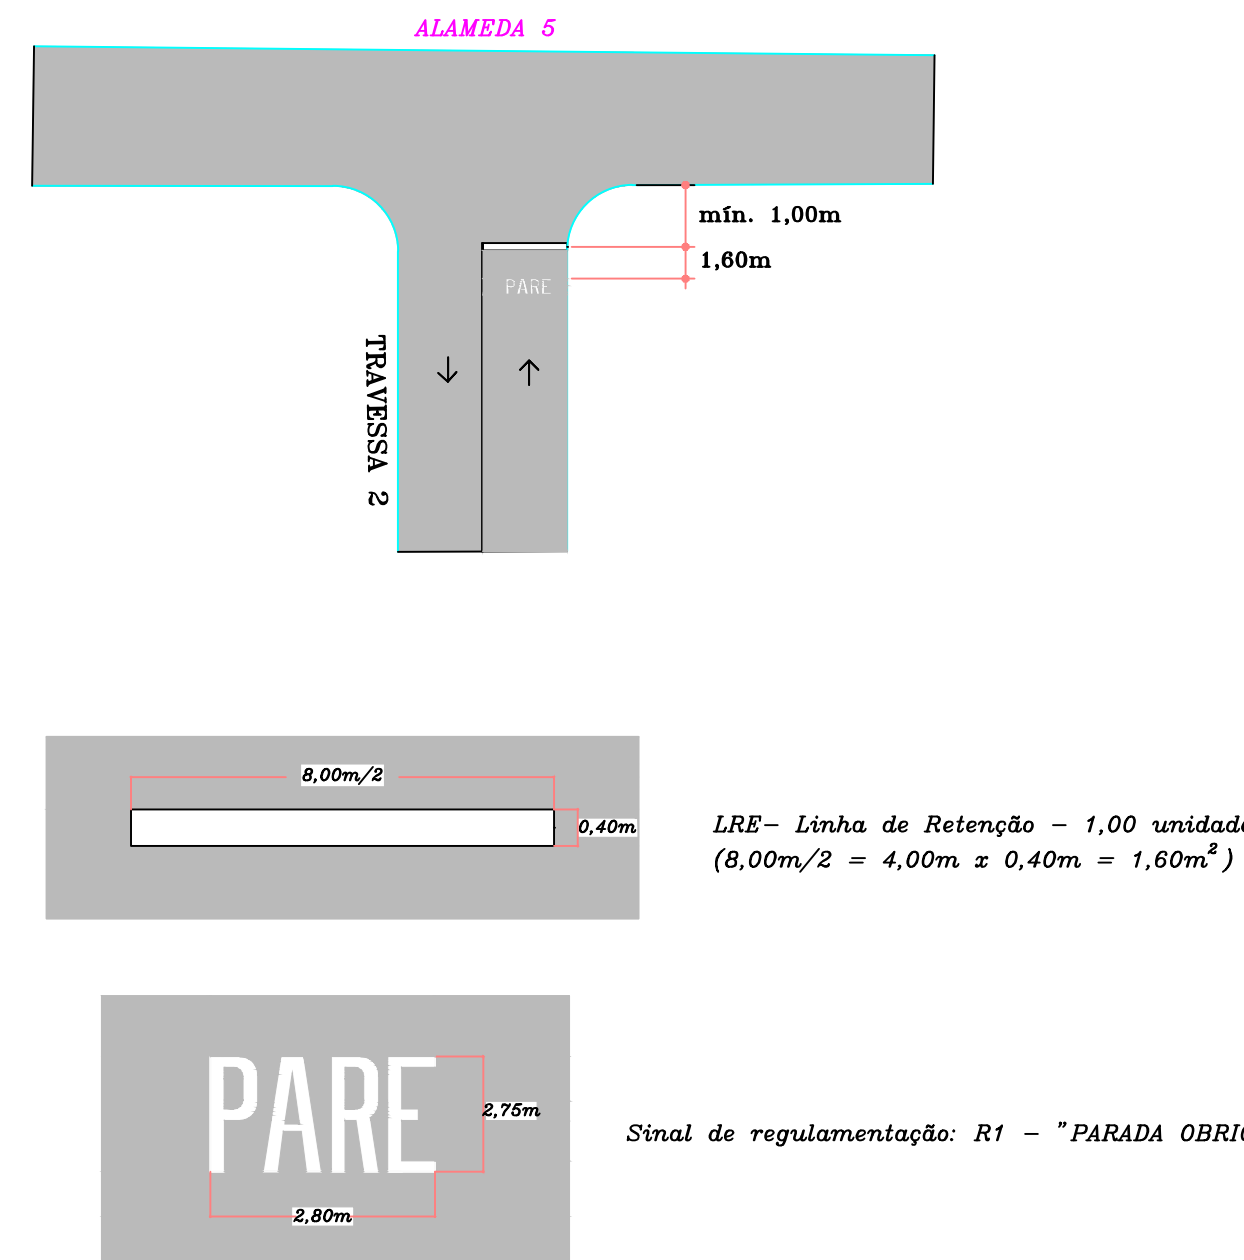 ALAMEDA 5
mín. 1,00m
1,60m
PARE
TRAVESSA 2
8,00m/2
0,40m
LRE- Linha de Retenção - 1,00 unidad
(8,00m/2 = 4,00m x 0,40m = 1,60m²)
PARE
2,75m
2,80m
Sinal de regulamentação: R1 - "PARADA OBRI